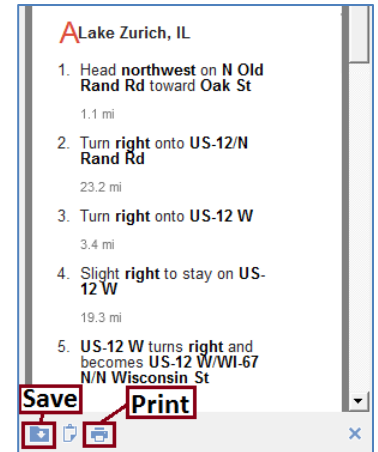 A Lake Zurich, IL
1. Head northwest on N Old
Rand Rd toward Oak St
1.1 mi
2. Turn right onto US-12/N
Rand Rd
23.2 mi
3. Turn right onto US-12 W
3.4 mi
4. Slight right to stay on US-
12 W
19.3 mi
5. US-12 W turns right and
becomes US-12 W/WI-67
N/N Wisconsin St
Save Print